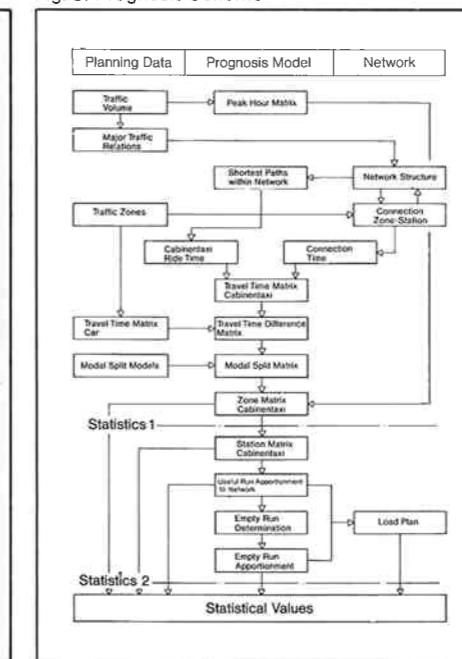 Planning Data
Prognosis Model
Network
Traffic
Volume
Peak Hour Matrix
Major Traffic
Relations
Shortest Paths
within Network
Network Structure
Traffic Zones
Connection
Zone-Station
Cabinentaxi
Ride Time
Connection
Time
Travel Time Matrix
Cabinentaxi
Travel Time Matrix
Car
Travel Time Difference
Matrix
Modal Split Models
Modal Split Matrix
Zone Matrix
Cabinentaxi
Statistics 1
Station Matrix
Cabinentaxi
Useful Run Apportionment
to Network
Empty Run
Determination
Load Plan
Empty Run
Apportionment
Statistics 2
Statistical Values